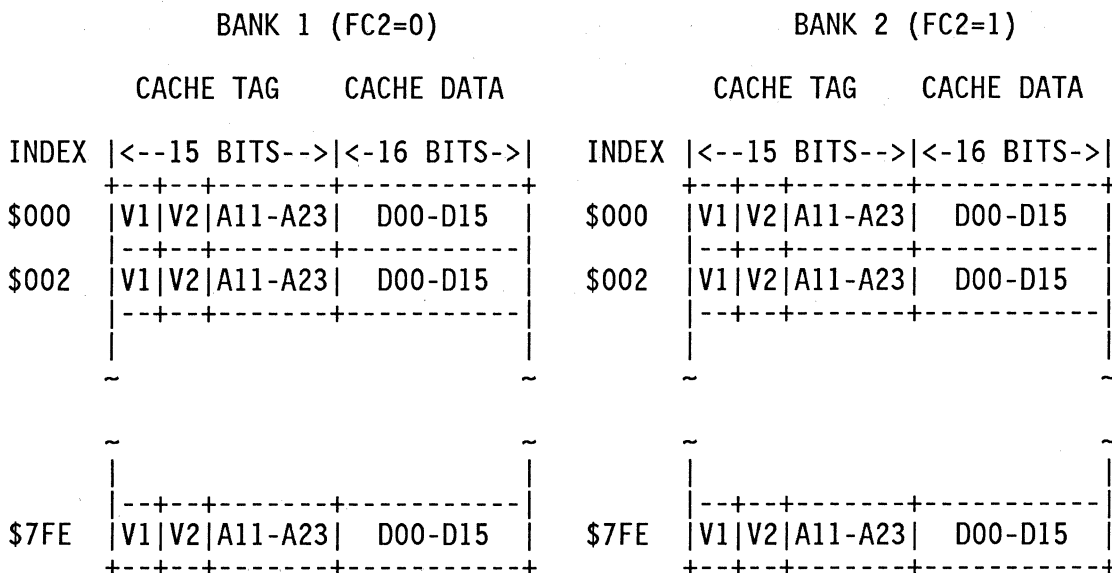 BANK 1 (FC2=0) BANK 2 (FC2=1)
CACHE TAG CACHE DATA CACHE TAG CACHE DATA
INDEX |<--15 BITS-->|<-16 BITS->| INDEX |<--15 BITS-->|<-16 BITS->|
$000 |V1|V2|A11-A23| D00-D15 | $000 |V1|V2|A11-A23| D00-D15 |
$002 |V1|V2|A11-A23| D00-D15 | $002 |V1|V2|A11-A23| D00-D15 |
$7FE |V1|V2|A11-A23| D00-D15 | $7FE |V1|V2|A11-A23| D00-D15 |